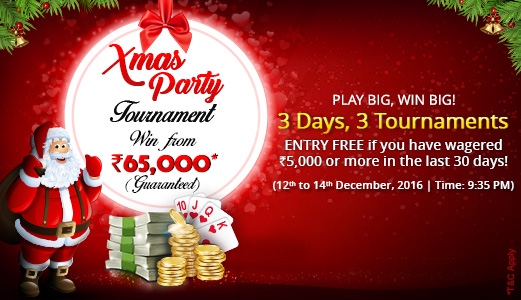 Xmas
Party
Tournament
Win from
₹65,000*
(Guaranteed)
10 J Q K
PLAY BIG, WIN BIG!
3 Days, 3 Tournaments
ENTRY FREE if you have wagered
₹5,000 or more in the last 30 days!
(12th to 14th December, 2016 | Time: 9:35 PM)
*T&C Apply